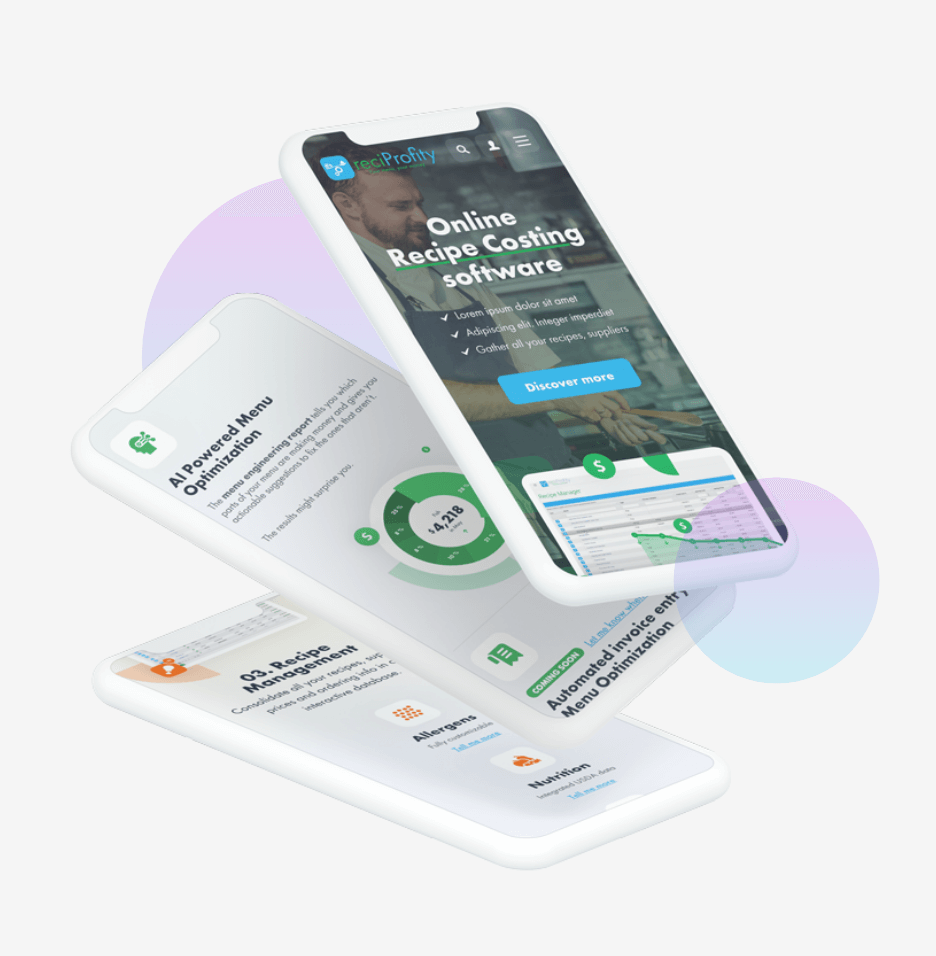 reciProfity
Online
Recipe Costing
software
Lorem ipsum dolor sit amet
Adipiscing elit. Integer imperdiet
Gather all your recipes, suppliers
Discover more
$
Recipe Manager
$
AI Powered Menu
Optimization
The menu engineering report tells you which
parts of your menu are making money and gives you
actionable suggestions to fix the ones that aren't.
The results might surprise you.
$
$4,218
Let me know when
COMING SOON
Automated invoice entry
Menu Optimization
03. Recipe
Management
Consolidate all your recipes, sup
prices and ordering info in
interactive database.
Allergens
Fully customizable
Tell me more
Nutrition
Integrated USDA data
Tell me more